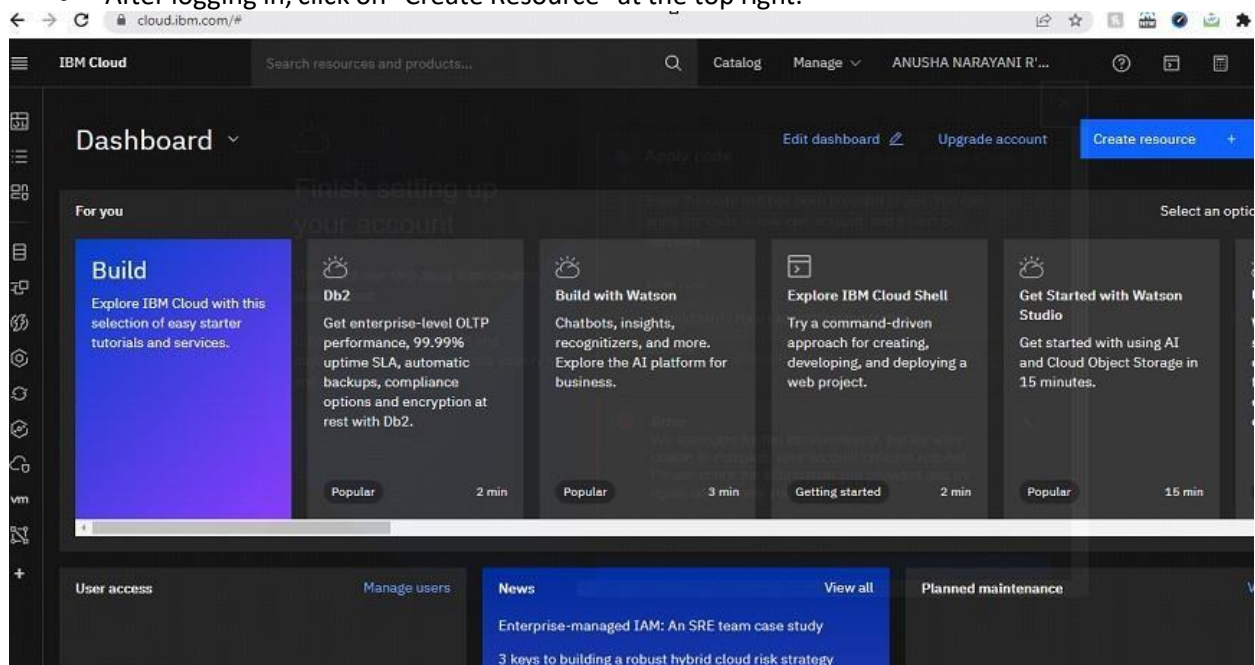 After logging in, click on "Create Resource" at the top right.
cloud.ibm.com/#
IBM Cloud
Search resources and products...
Catalog
Manage
ANUSHA NARAYANI R'...
Dashboard
Edit dashboard
Upgrade account
Create resource +
Apply code
Finish setting up
your account
For you
Select an optio
Build
Explore IBM Cloud with this
selection of easy starter
tutorials and services.
Db2
Get enterprise-level OLTP
performance, 99.99%
uptime SLA, automatic
backups, compliance
options and encryption at
rest with Db2.
Popular
2 min
Build with Watson
Chatbots, insights,
recognitizers, and more.
Explore the AI platform for
business.
Popular
3 min
Explore IBM Cloud Shell
Try a command-driven
approach for creating,
developing, and deploying a
web project.
Getting started
2 min
Get Started with Watson
Studio
Get started with using AI
and Cloud Object Storage in
15 minutes.
Popular
15 min
Error
vm
User access
Manage users
News
View all
Enterprise-managed IAM: An SRE team case study
3 keys to building a robust hybrid cloud risk strategy
Planned maintenance